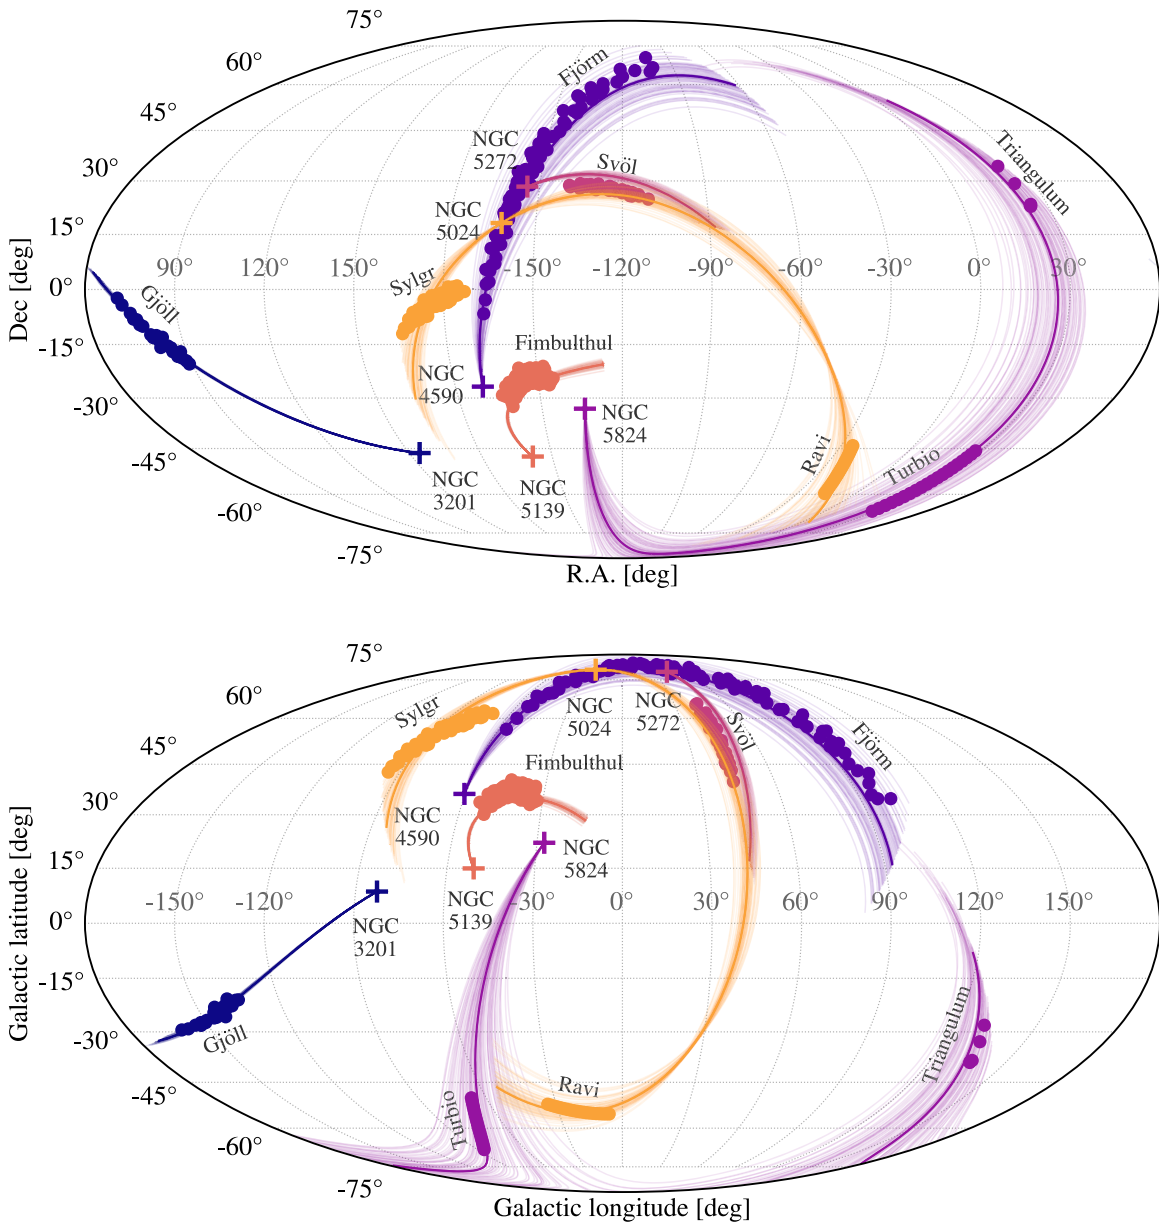 75°
60°
45°
30°
15°
0°
-15°
-30°
-45°
-60°
-75°
Dec [deg]
90°
120°
150°
-150°
-120°
-90°
-60°
-30°
0°
30°
Fjörm
NGC
5272
Svöl
Triangulum
NGC
5024
Sylgr
Gjöll
Fimbulthul
NGC
4590
NGC
5824
Ravi
Turbio
NGC
3201
NGC
5139
R.A. [deg]
75°
60°
45°
30°
15°
0°
-15°
-30°
-45°
-60°
-75°
Galactic latitude [deg]
-150°
-120°
-30°
0°
30°
60°
90°
120°
150°
Sylgr
NGC
5024
NGC
5272
Svöl
Fjörm
Fimbulthul
NGC
4590
NGC
5824
NGC
5139
NGC
3201
Gjöll
Triangulum
Ravi
Turbio
Galactic longitude [deg]